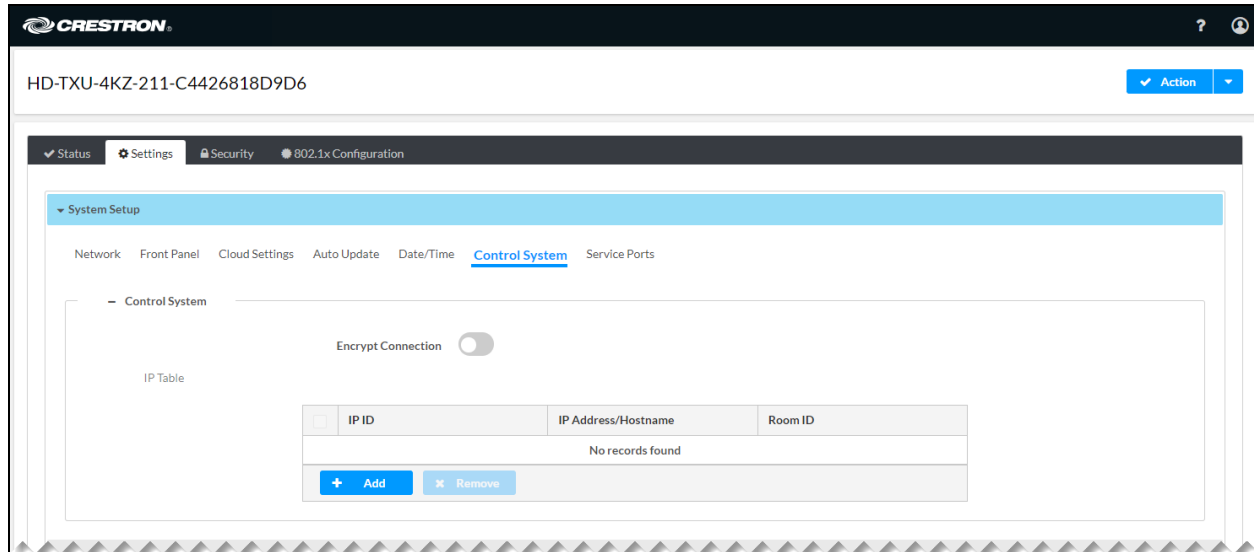 CRESTRON®
?
HD-TXU-4KZ-211-C4426818D9D6
Action
Status Settings Security 802.1x Configuration
System Setup
Network Front Panel Cloud Settings Auto Update Date/Time Control System Service Ports
– Control System
Encrypt Connection
IP Table
IP ID IP Address/Hostname Room ID
No records found
+ Add × Remove